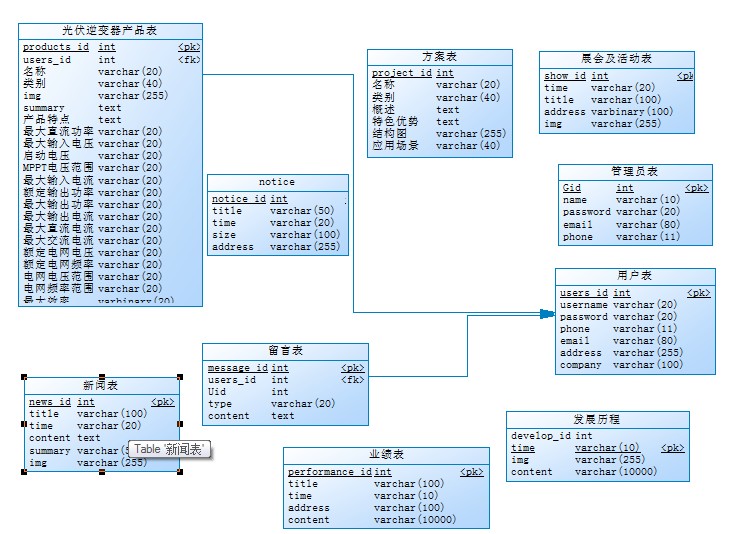 光伏逆变器产品表
products_id int <pk>
users_id int <fk>
名称 varchar(20)
类别 varchar(40)
img varchar(255)
summary text
产品特点 text
最大直流功率 varchar(20)
最大输入电压 varchar(20)
启动电压 varchar(20)
MPPT电压范围 varchar(20)
最大输入电流 varchar(20)
额定输出功率 varchar(20)
最大输出功率 varchar(20)
最大输出电流 varchar(20)
最大直流电流 varchar(20)
最大交流电流 varchar(20)
额定电网电压 varchar(20)
额定电网频率 varchar(20)
电网电压范围 varchar(20)
电网频率范围 varchar(20)
最大效率 varbinary(20)
方案表
project_id int
名称 varchar(20)
类别 varchar(40)
概述 text
特色优势 text
结构图 varchar(255)
应用场景 varchar(40)
展会及活动表
show_id int <pk
time varchar(20)
title varchar(100)
address varbinary(100)
img varchar(255)
notice
notice_id int
title varchar(50)
time varchar(20)
size varchar(100)
address varchar(255)
管理员表
Gid int <pk>
name varchar(10)
password varchar(20)
email varchar(80)
phone varchar(11)
用户表
users_id int <pk>
username varchar(20)
password varchar(20)
phone varchar(11)
email varchar(80)
address varchar(255)
company varchar(100)
留言表
message_id int <pk>
users_id int <fk>
Uid int
type varchar(20)
content text
新闻表
news_id int <pk>
title varchar(100)
time varchar(20)
content text
summary varchar(
img varchar(255)
Table '新闻表'
业绩表
performance_id int <pk>
title varchar(100)
time varchar(10)
address varchar(100)
content varchar(10000)
发展历程
develop_id int
time varchar(10) <pk>
img varchar(255)
content varchar(10000)